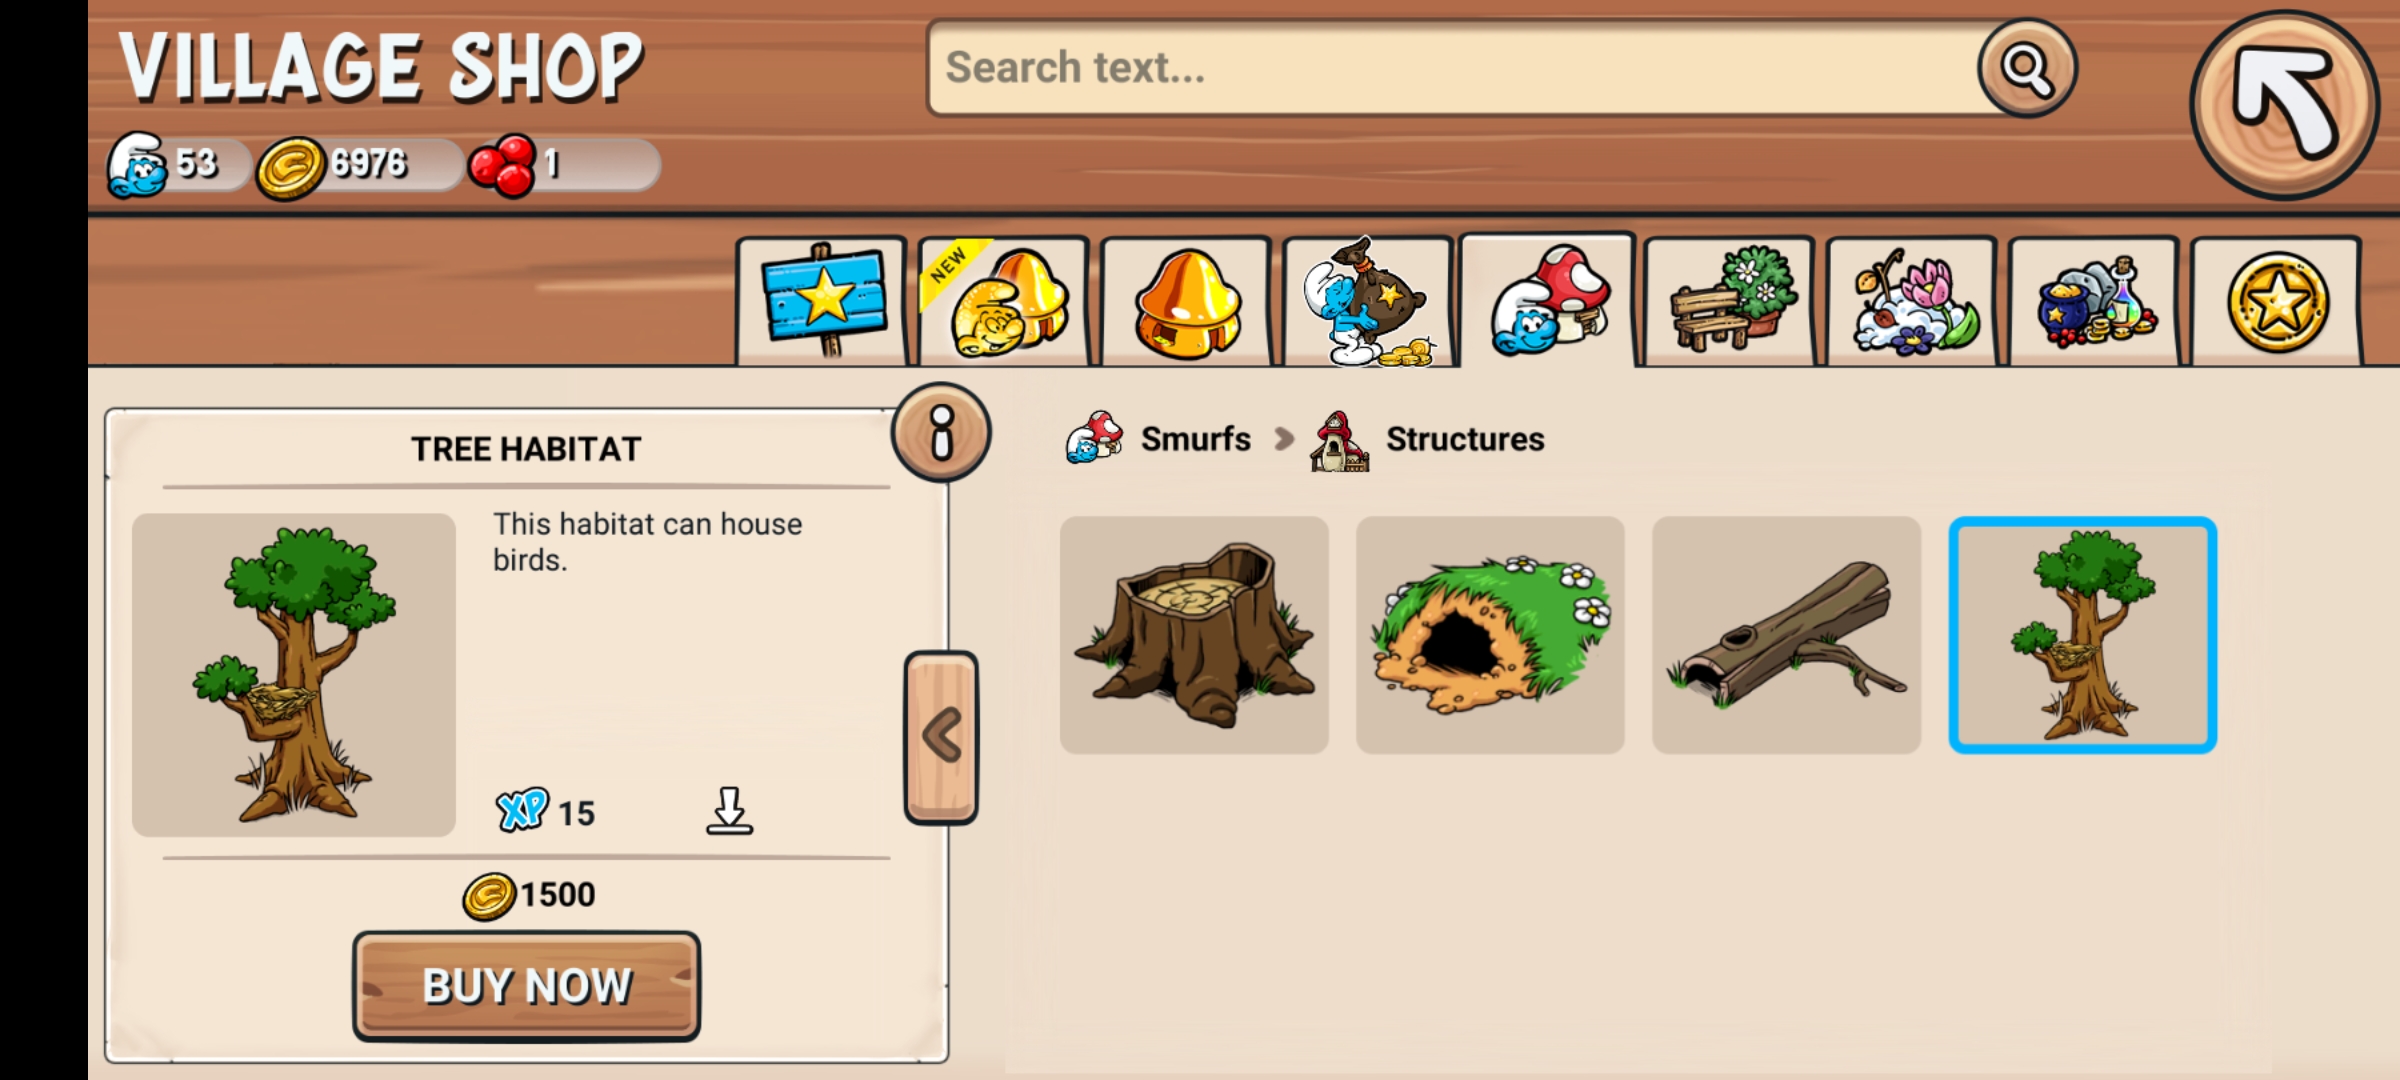 VILLAGE SHOP
Search text...
53
6976
1
NEW
TREE HABITAT
Smurfs
Structures
This habitat can house
birds.
XP 15
1500
BUY NOW